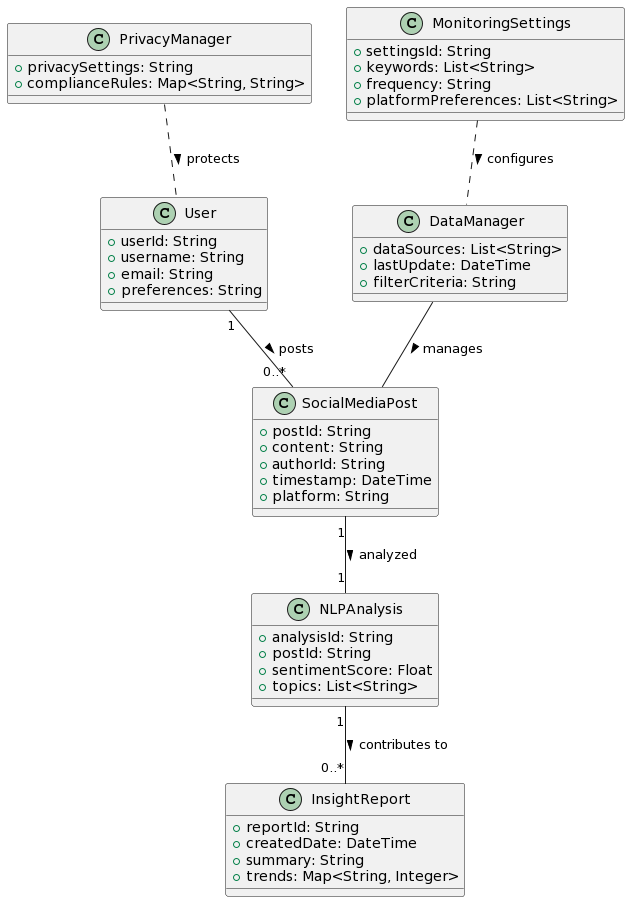 C PrivacyManager
privacySettings: String
complianceRules: Map<String, String>
C MonitoringSettings
settingsId: String
keywords: List<String>
frequency: String
platformPreferences: List<String>
protects
configures
C User
userId: String
username: String
email: String
preferences: String
C DataManager
dataSources: List<String>
lastUpdate: DateTime
filterCriteria: String
1
posts
0..*
manages
C SocialMediaPost
postId: String
content: String
authorId: String
timestamp: DateTime
platform: String
1
analyzed
1
C NLPAnalysis
analysisId: String
postId: String
sentimentScore: Float
topics: List<String>
1
contributes to
0..*
C InsightReport
reportId: String
createdDate: DateTime
summary: String
trends: Map<String, Integer>